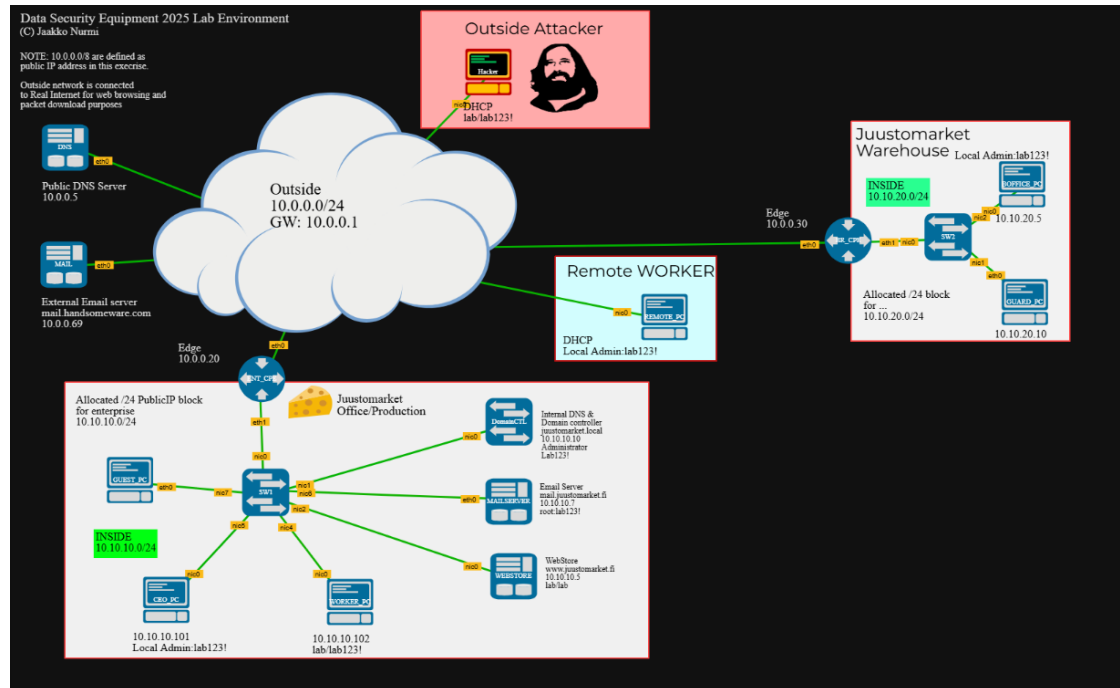 Data Security Equipment 2025 Lab Environment
(C) Jaakko Nurmi
NOTE: 10.0.0.0/8 are defined as
public IP address in this execrise.
Outside network is connected
to Real Internet for web browsing and
packet download purposes
DNS
eth0
Public DNS Server
10.0.0.5
MAIL
eth0
External Email server
mail.handsomeware.com
10.0.0.69
Outside
10.0.0.0/24
GW: 10.0.0.1
Outside Attacker
Hacker
DHCP
lab/lab123!
Remote WORKER
nic0
REMOTE_PC
DHCP
Local Admin:lab123!
Juustomarket
Warehouse
Local Admin:lab123!
INSIDE
10.10.20.0/24
nic0
nic2
10.10.20.5
Edge
10.0.0.30
eth0
eth1
nic0
SW2
nic1
eth0
GUARD_PC
10.10.20.10
Allocated /24 block
for ...
10.10.20.0/24
Edge
10.0.0.20
eth0
eth1
Allocated /24 PublicIP block
for enterprise
10.10.10.0/24
Juustomarket
Office/Production
nic0
SW1
nic1
nic6
nic2
nic7
nic5
nic4
GUEST_PC
eth0
INSIDE
10.10.10.0/24
nic0
CEO_PC
10.10.10.101
Local Admin:lab123!
nic0
WORKER_PC
10.10.10.102
lab/lab123!
nic0
DomainCTL
Internal DNS &
Domain controller
juustomarket.local
10.10.10.10
Administrator
Lab123!
eth0
MAILSERVER
Email Server
mail.juustomarket.fi
10.10.10.7
root:lab123!
nic0
WEBSTORE
WebStore
www.juustomarket.fi
10.10.10.5
lab/lab